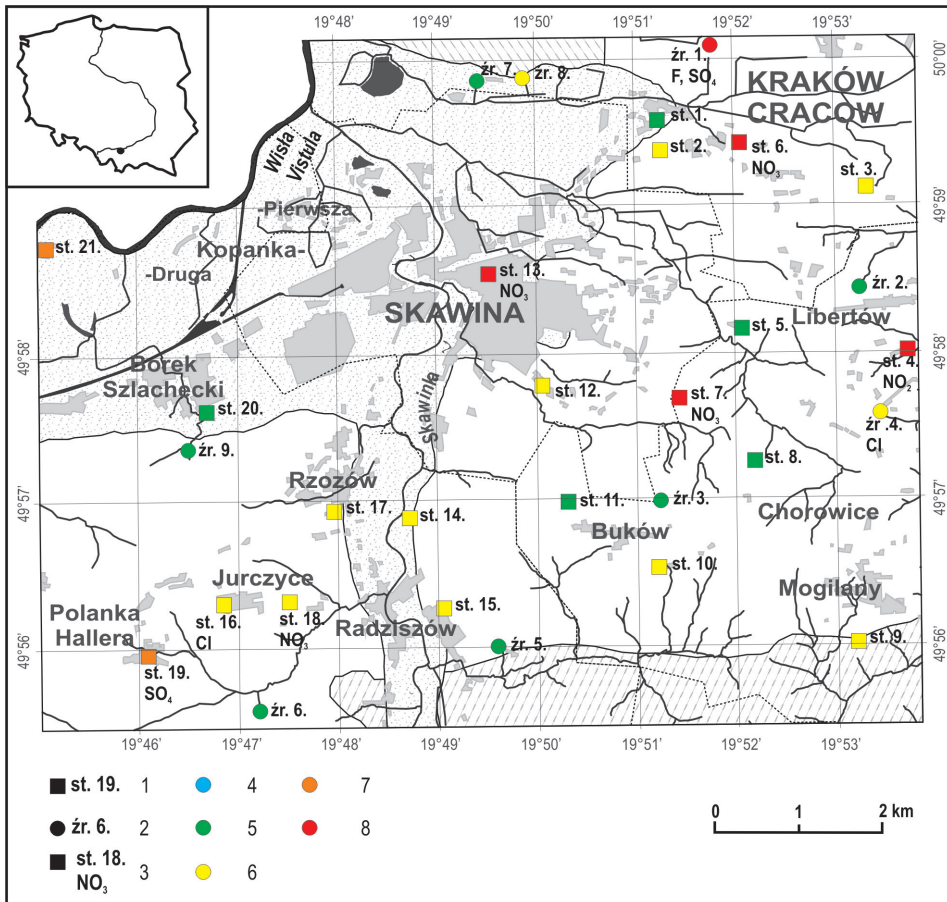 19°48' 19°49' 19°50' 19°51' 19°52' 19°53'
50°00'
źr. 1.
F, SO₄
źr. 7.
źr. 8.
KRAKÓW
CRACOW
st. 1.
st. 2.
st. 6.
NO₃
st. 3.
Wisła
Vistula
49°59'
-Pierwsza
Kopanka-
-Druga
st. 21.
st. 13.
NO₃
SKAWINA
źr. 2.
Libertów
st. 5.
49°58'
st. 4.
NO₂
Borek
Szlachecki
st. 20.
Skawinka
st. 12.
st. 7.
NO₃
źr .4.
Cl
źr. 9.
st. 8.
Rzozów
49°57'
st. 17.
st. 14.
st. 11.
źr. 3.
Chorowice
Buków
st. 10.
Jurczyce
Mogilany
Polanka
Hallera
st. 16.
Cl
st. 18.
NO₃
st. 15.
Radziszów
49°56'
źr. 5.
st. 9.
st. 19.
SO₄
źr. 6.
19°46' 19°47' 19°48' 19°49' 19°50' 19°51' 19°52' 19°53'
st. 19. 1 4 7
źr. 6. 2 5 8
st. 18.
NO₃ 3 6
0 1 2 km